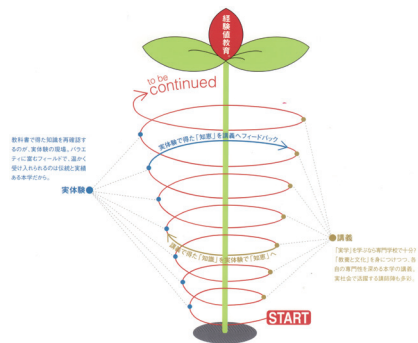 経験値教育
to be
continued
実体験で得た「知恵」を講義へフィードバック
教科書で得た知識を再確認す
るのが、実体験の現場。バラエ
ティに富むフィールドで、温かく
受け入れられるのは伝統と実績
ある本学だから。
実体験
講義
「実学」を学ぶなら専門学校で十分!
「教養と文化」を身につけつつ、各
自の専門性を深める本学の講義。
実社会で活躍する講師陣も多彩。
講義で得た「知識」を実体験で「知恵」へ
START